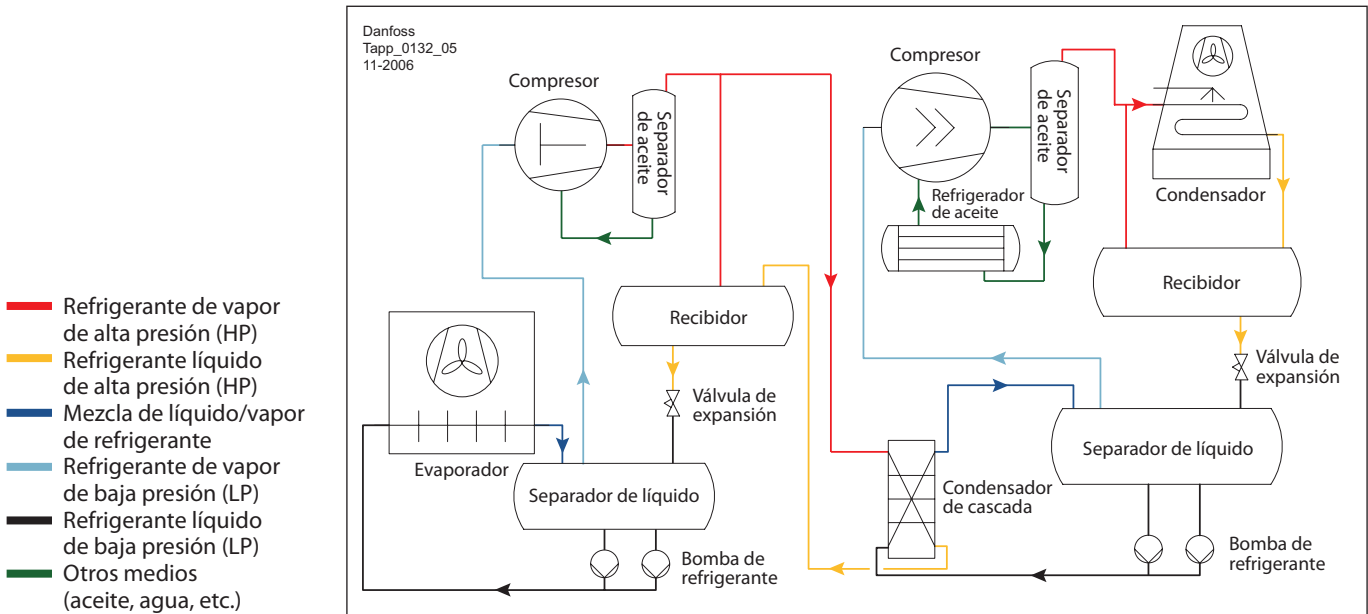 Danfoss
Tapp_0132_05
11-2006
Compresor
Separador
de aceite
Compresor
Separador
de aceite
Refrigerador
de aceite
Condensador
Recibidor
Recibidor
Válvula de
expansión
Válvula de
expansión
Evaporador
Separador de líquido
Separador de líquido
Condensador
de cascada
Bomba de
refrigerante
Bomba de
refrigerante
Refrigerante de vapor
de alta presión (HP)
Refrigerante líquido
de alta presión (HP)
Mezcla de líquido/vapor
de refrigerante
Refrigerante de vapor
de baja presión (LP)
Refrigerante líquido
de baja presión (LP)
Otros medios
(aceite, agua, etc.)